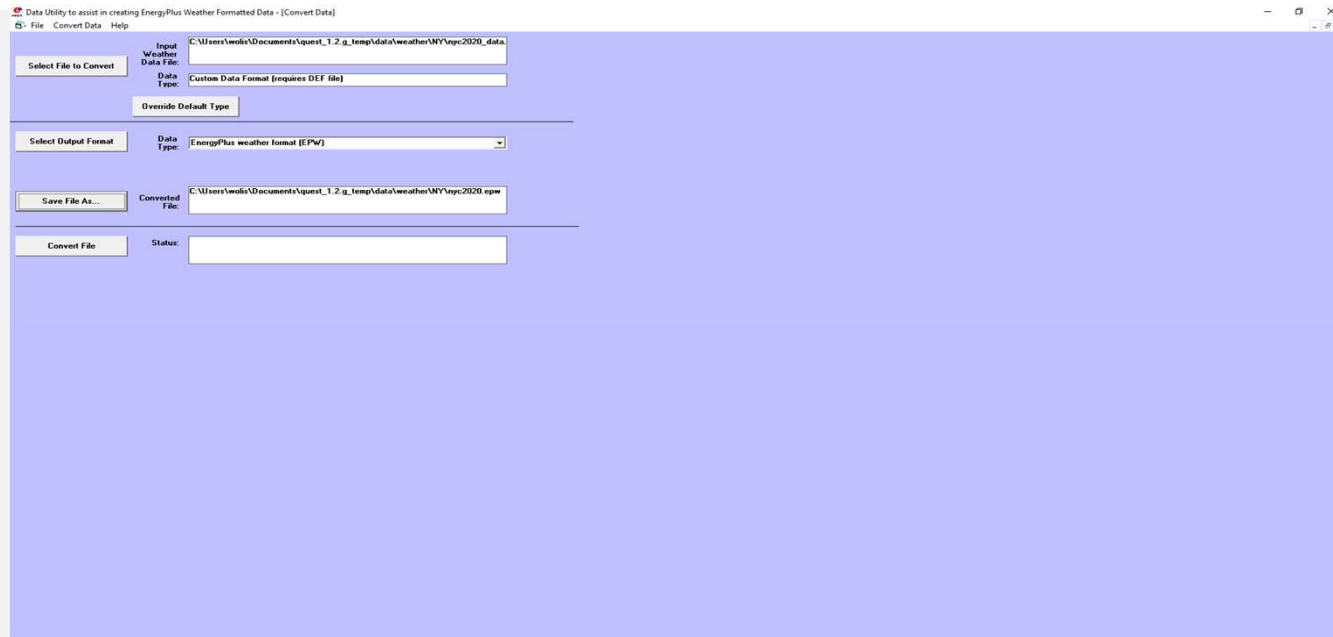 Data Utility to assist in creating EnergyPlus Weather Formatted Data - [Convert Data]
File Convert Data Help
Select File to Convert
Input
Weather
Data File:
C:\Users\wolis\Documents\quest_1.2.g_temp\data\weather\NY\nyc2020_data.
Data
Type:
Custom Data Format (requires DEF file)
Override Default Type
Select Output Format
Data
Type:
EnergyPlus weather format (EPW)
Save File As...
Converted
File:
C:\Users\wolis\Documents\quest_1.2.g_temp\data\weather\NY\nyc2020.epw
Convert File
Status: